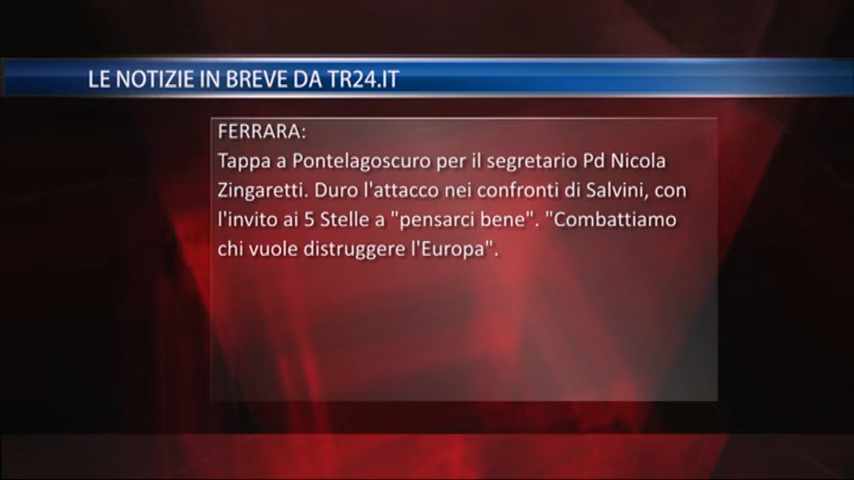 LE NOTIZIE IN BREVE DA TR24.IT
FERRARA:
Tappa a Pontelagoscuro per il segretario Pd Nicola
Zingaretti. Duro l'attacco nei confronti di Salvini, con
l'invito ai 5 Stelle a "pensarci bene". "Combattiamo
chi vuole distruggere l'Europa".